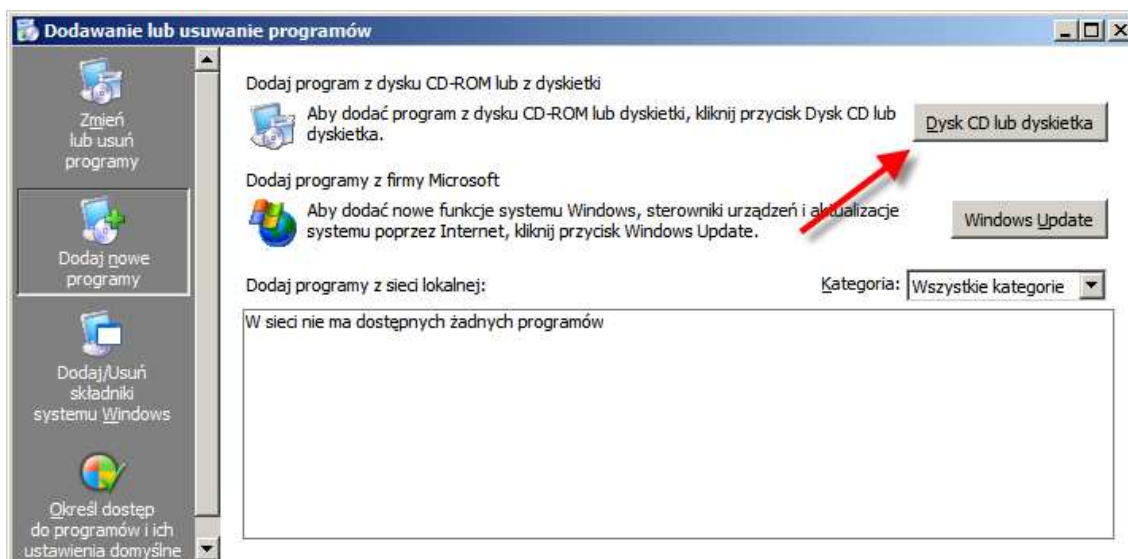 Dodawanie lub usuwanie programów
Zmień
lub usuń
programy
Dodaj nowe
programy
Dodaj/Usuń
składniki
systemu Windows
Określ dostęp
do programów i ich
ustawienia domyślne
Dodaj program z dysku CD-ROM lub z dyskietki
Aby dodać program z dysku CD-ROM lub dyskietki, kliknij przycisk Dysk CD lub
dyskietka.
Dysk CD lub dyskietka
Dodaj programy z firmy Microsoft
Aby dodać nowe funkcje systemu Windows, sterowniki urządzeń i aktualizacje
systemu poprzez Internet, kliknij przycisk Windows Update.
Windows Update
Dodaj programy z sieci lokalnej:
Kategoria: Wszystkie kategorie
W sieci nie ma dostępnych żadnych programów